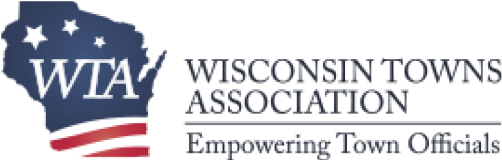 WTA
WISCONSIN TOWNS
ASSOCIATION
Empowering Town Officials